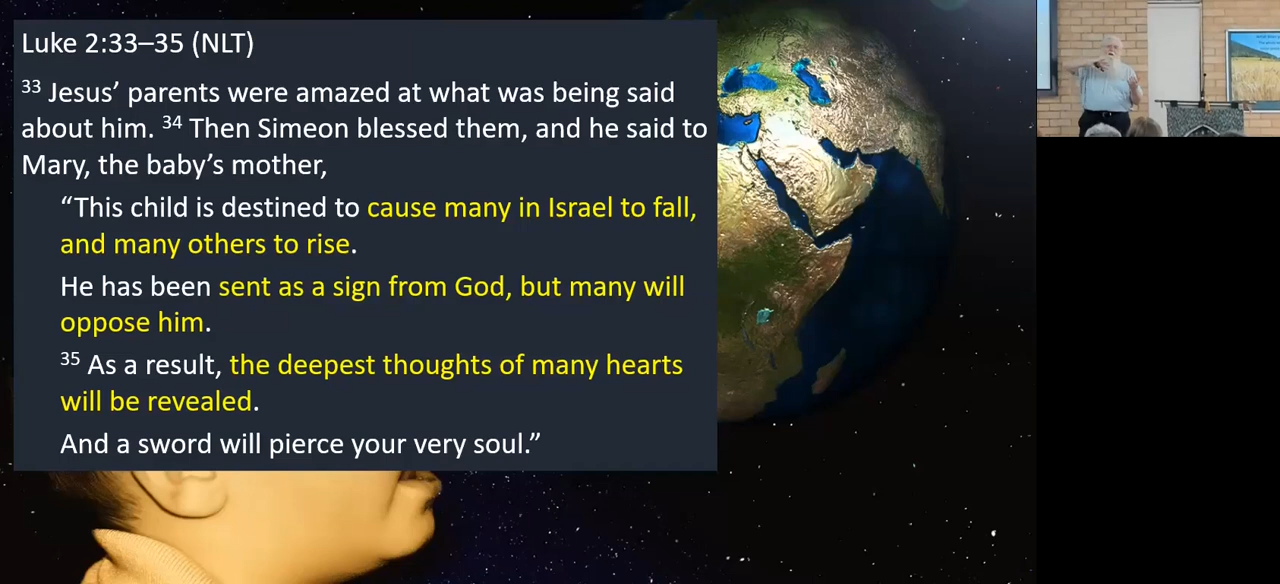 Luke 2:33–35 (NLT)
33 Jesus’ parents were amazed at what was being said
about him. 34 Then Simeon blessed them, and he said to
Mary, the baby’s mother,
“This child is destined to cause many in Israel to fall,
and many others to rise.
He has been sent as a sign from God, but many will
oppose him.
35 As a result, the deepest thoughts of many hearts
will be revealed.
And a sword will pierce your very soul.”